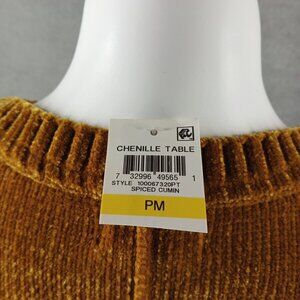 CHENILLE TABLE
7 32996 49565 1
STYLE 100067320PT
SPICED CUMIN
PM